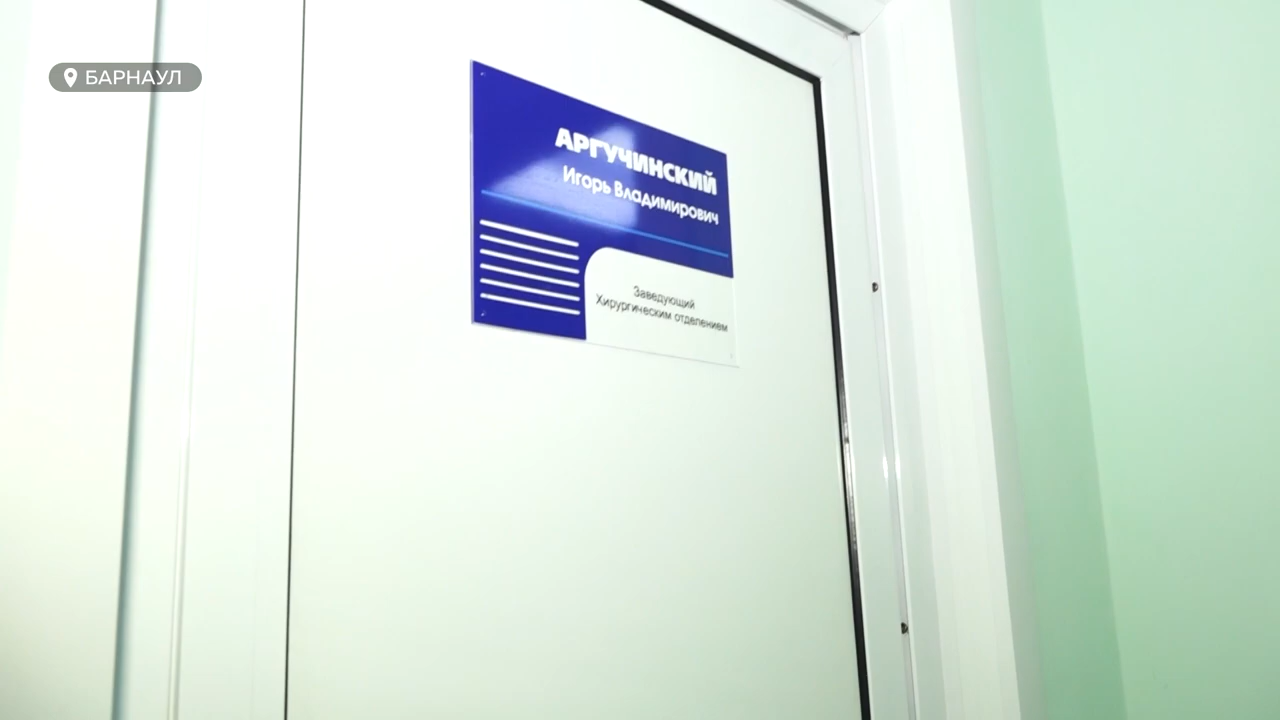 БАРНАУЛ
АРГУЧИНСКИЙ
Игорь Владимирович
Заведующий
Хирургическим отделением